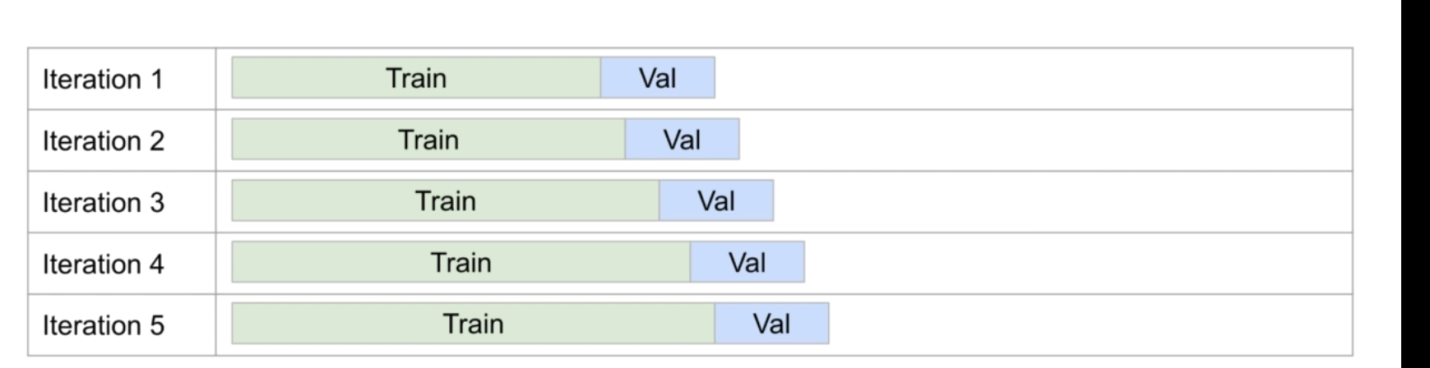 Iteration 1 Train Val
Iteration 2 Train Val
Iteration 3 Train Val
Iteration 4 Train Val
Iteration 5 Train Val